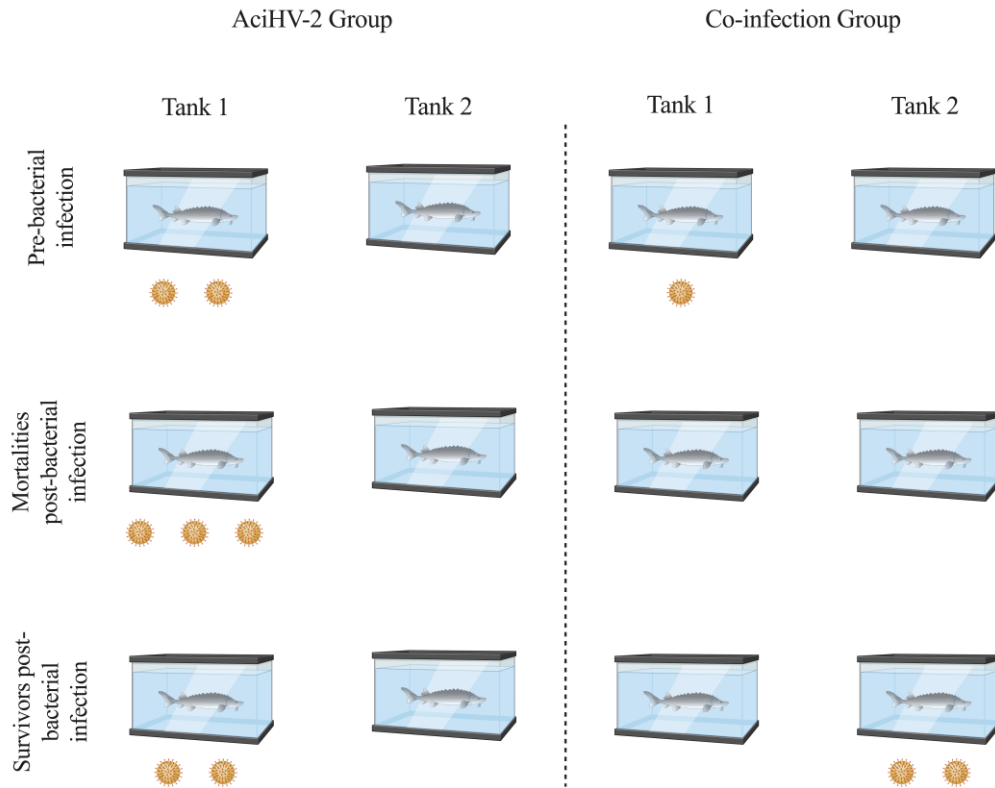 AciHV-2 Group
Co-infection Group
Tank 1
Tank 2
Tank 1
Tank 2
Pre-bacterial
infection
Mortalities
post-bacterial
infection
Survivors post-
bacterial
infection